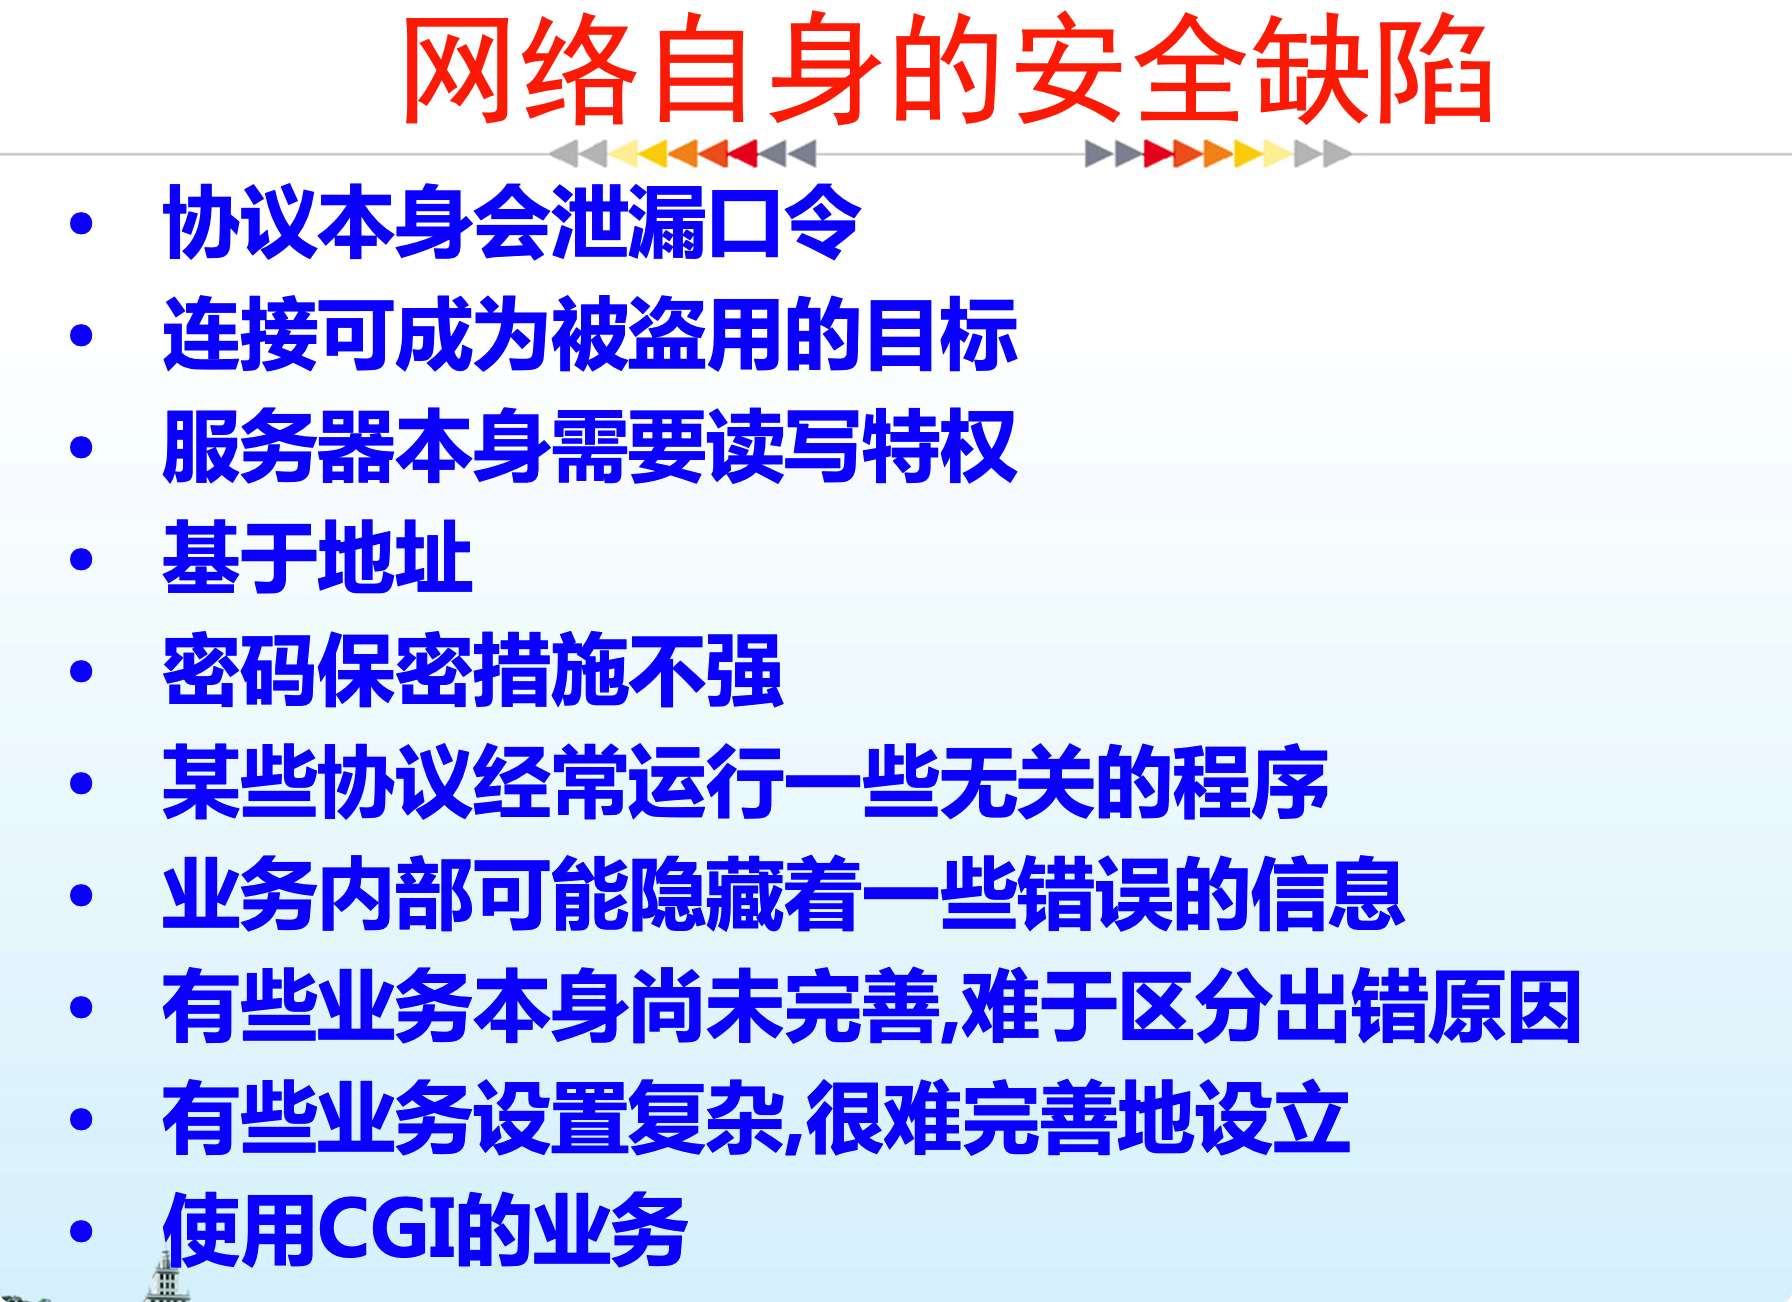 网络自身的安全缺陷
• 协议本身会泄漏口令
• 连接可成为被盗用的目标
• 服务器本身需要读写特权
• 基于地址
• 密码保密措施不强
• 某些协议经常运行一些无关的程序
• 业务内部可能隐藏着一些错误的信息
• 有些业务本身尚未完善,难于区分出错原因
• 有些业务设置复杂,很难完善地设立
• 使用CGI的业务